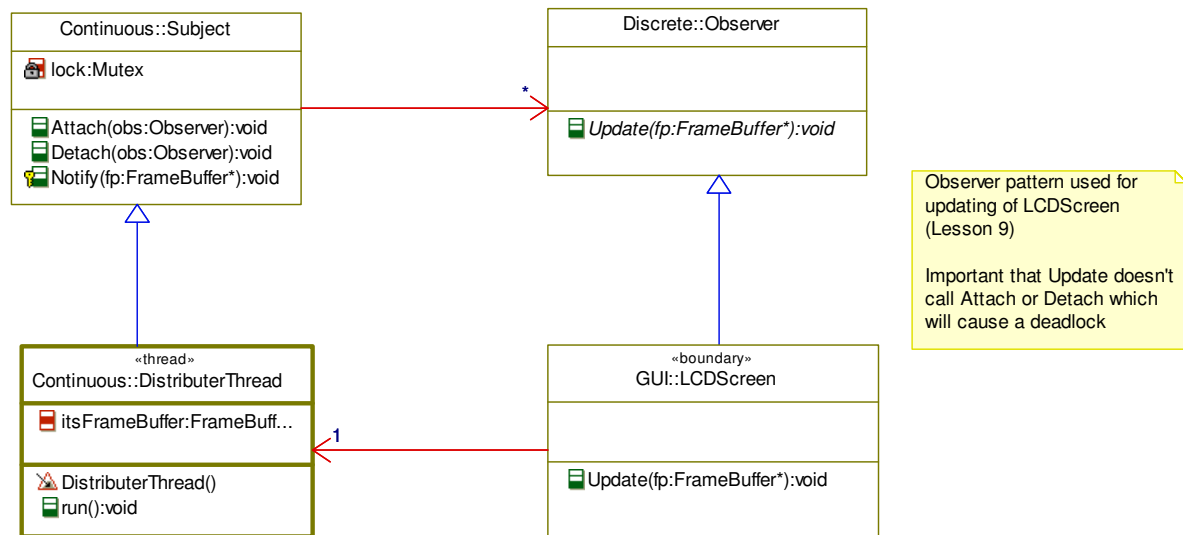 Continuous::Subject
lock:Mutex
Attach(obs:Observer):void
Detach(obs:Observer):void
Notify(fp:FrameBuffer*):void
*
Discrete::Observer
Update(fp:FrameBuffer*):void
Observer pattern used for
updating of LCDScreen
(Lesson 9)
Important that Update doesn't
call Attach or Detach which
will cause a deadlock
«thread»
Continuous::DistributerThread
itsFrameBuffer:FrameBuff...
DistributerThread()
run():void
1
«boundary»
GUI::LCDScreen
Update(fp:FrameBuffer*):void